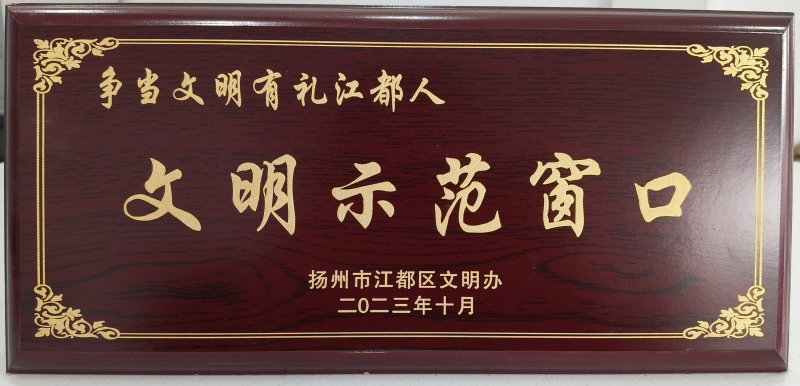 争当文明有礼江都人
文明示范窗口
扬州市江都区文明办
二〇二三年十月